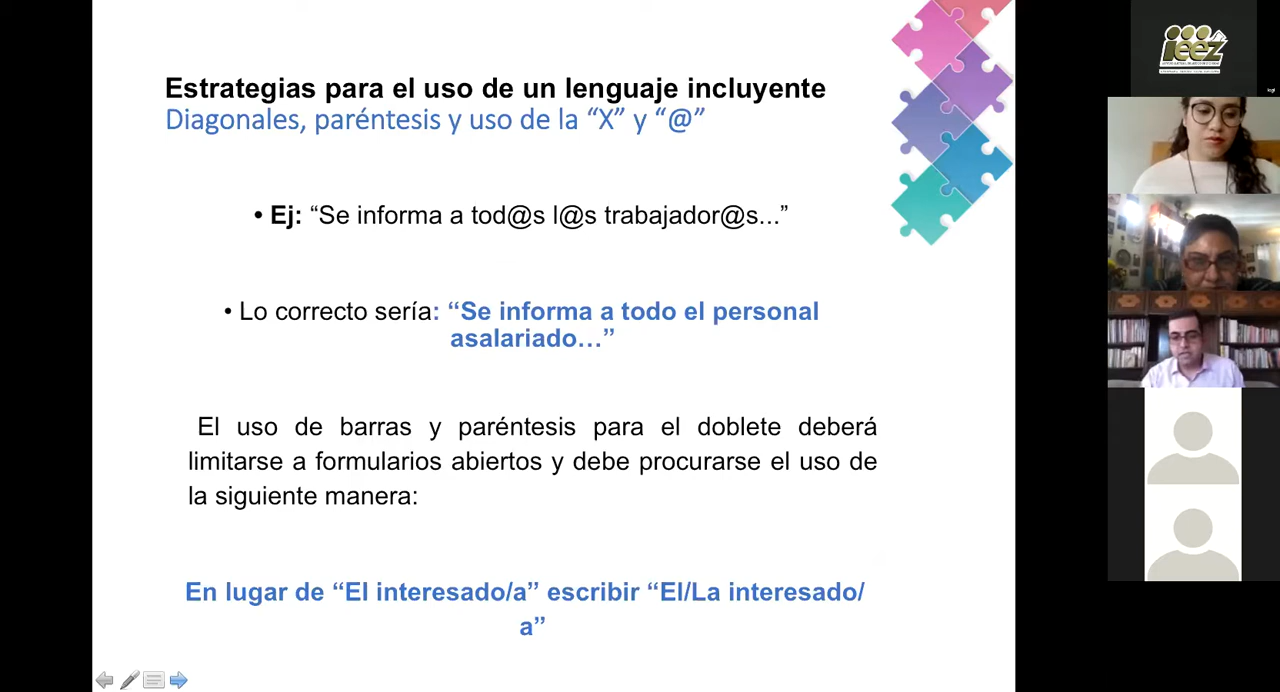 Estrategias para el uso de un lenguaje incluyente
Diagonales, paréntesis y uso de la “X” y “@”
• Ej: “Se informa a tod@s l@s trabajador@s...”
• Lo correcto sería: “Se informa a todo el personal
asalariado…”
El uso de barras y paréntesis para el doblete deberá
limitarse a formularios abiertos y debe procurarse el uso de
la siguiente manera:
En lugar de “El interesado/a” escribir “El/La interesado/
a”
ieez